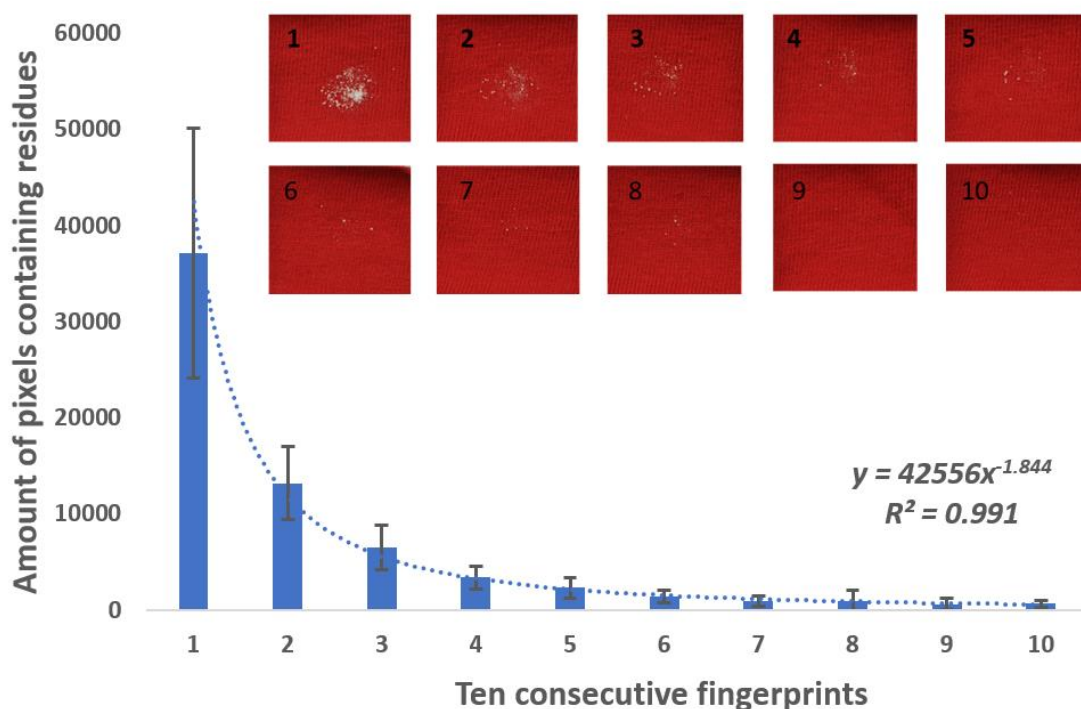 Amount of pixels containing residues
60000
50000
40000
30000
20000
10000
0
1 2 3 4 5
6 7 8 9 10
y = 42556x^-1.844
R² = 0.991
1 2 3 4 5 6 7 8 9 10
Ten consecutive fingerprints